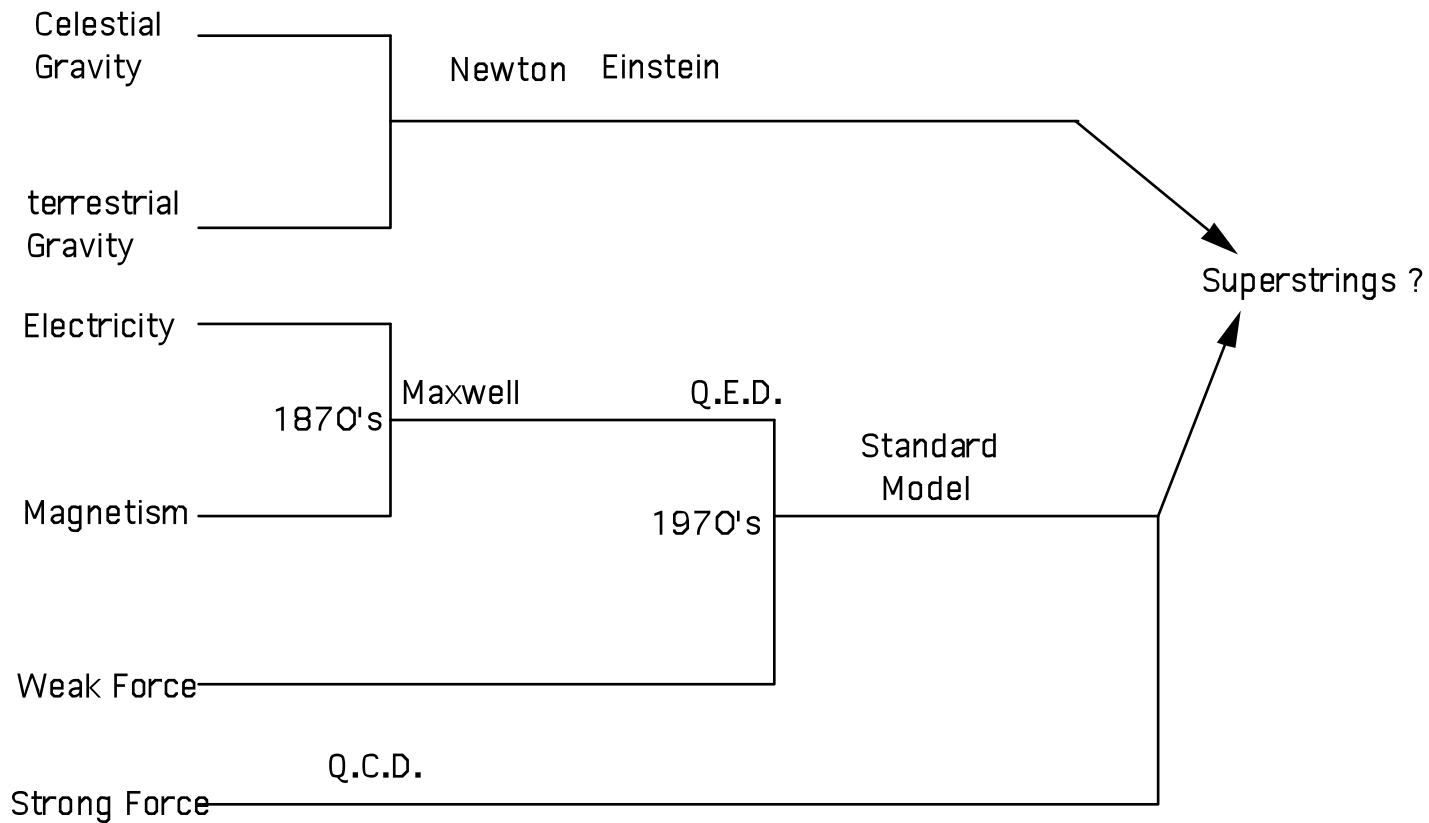 Celestial
Gravity
Newton Einstein
terrestrial
Gravity
Superstrings ?
Electricity
Maxwell
Q.E.D.
1870's
Standard
Model
Magnetism
1970's
Weak Force
Q.C.D.
Strong Force